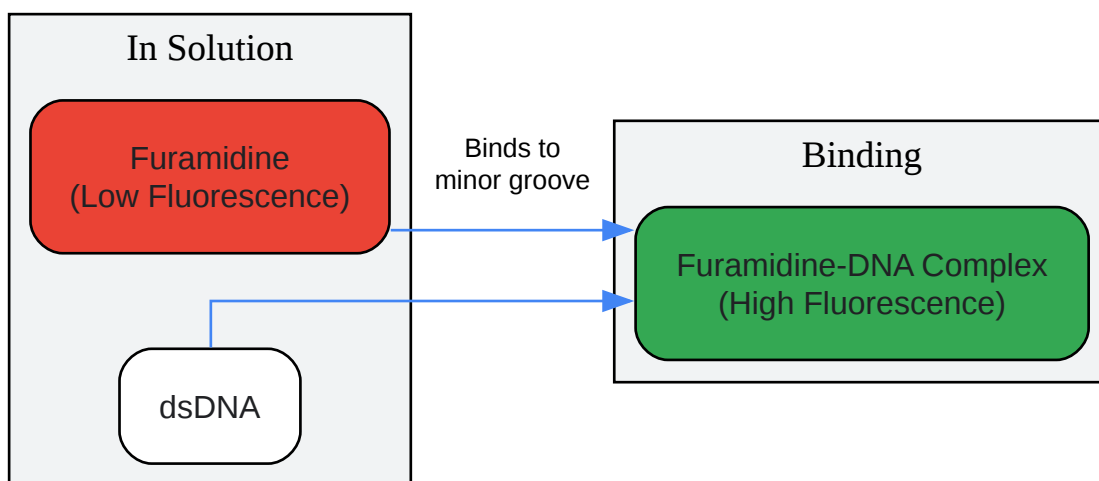 In Solution
Furamidine
(Low Fluorescence)
dsDNA
Binds to
minor groove
Binding
Furamidine-DNA Complex
(High Fluorescence)